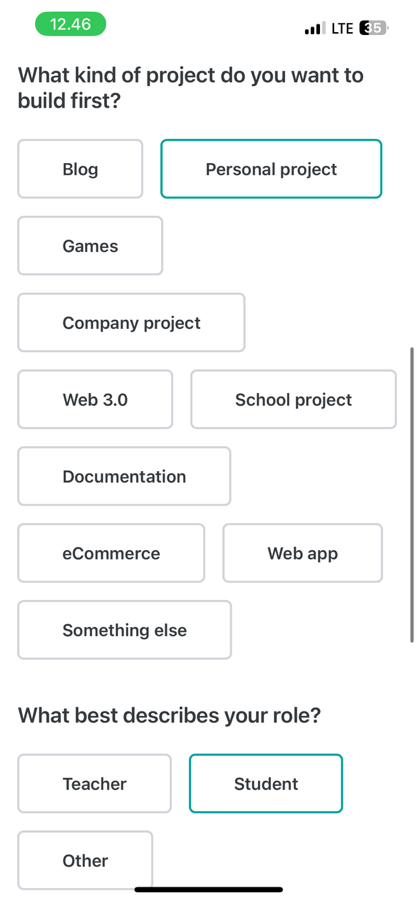 12.46
LTE
35
What kind of project do you want to
build first?
Blog
Personal project
Games
Company project
Web 3.0
School project
Documentation
eCommerce
Web app
Something else
What best describes your role?
Teacher
Student
Other